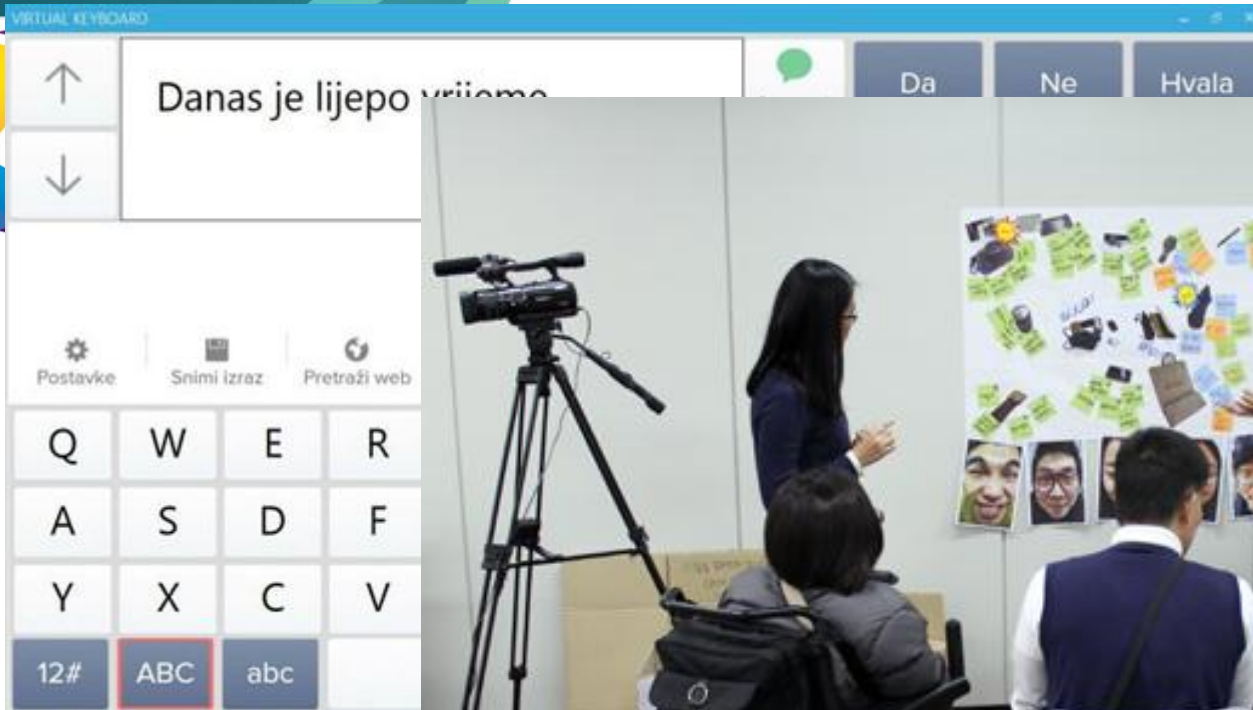 VIRTUAL KEYBOARD
Danas je lijepo vrijeme
Da Ne Hvala
Postavke Snimi izraz Pretraži web
Q W E R
A S D F
Y X C V
12# ABC abc